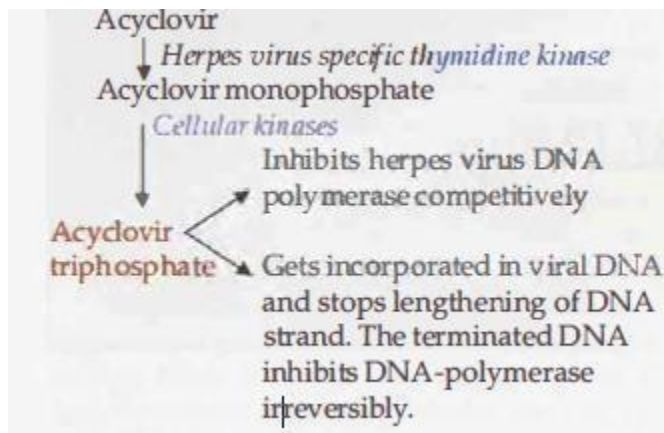 Acyclovir
Herpes virus specific thymidine kinase
Acyclovir monophosphate
Cellular kinases
Inhibits herpes virus DNA
polymerase competitively
Acyclovir
triphosphate
Gets incorporated in viral DNA
and stops lengthening of DNA
strand. The terminated DNA
inhibits DNA-polymerase
irreversibly.